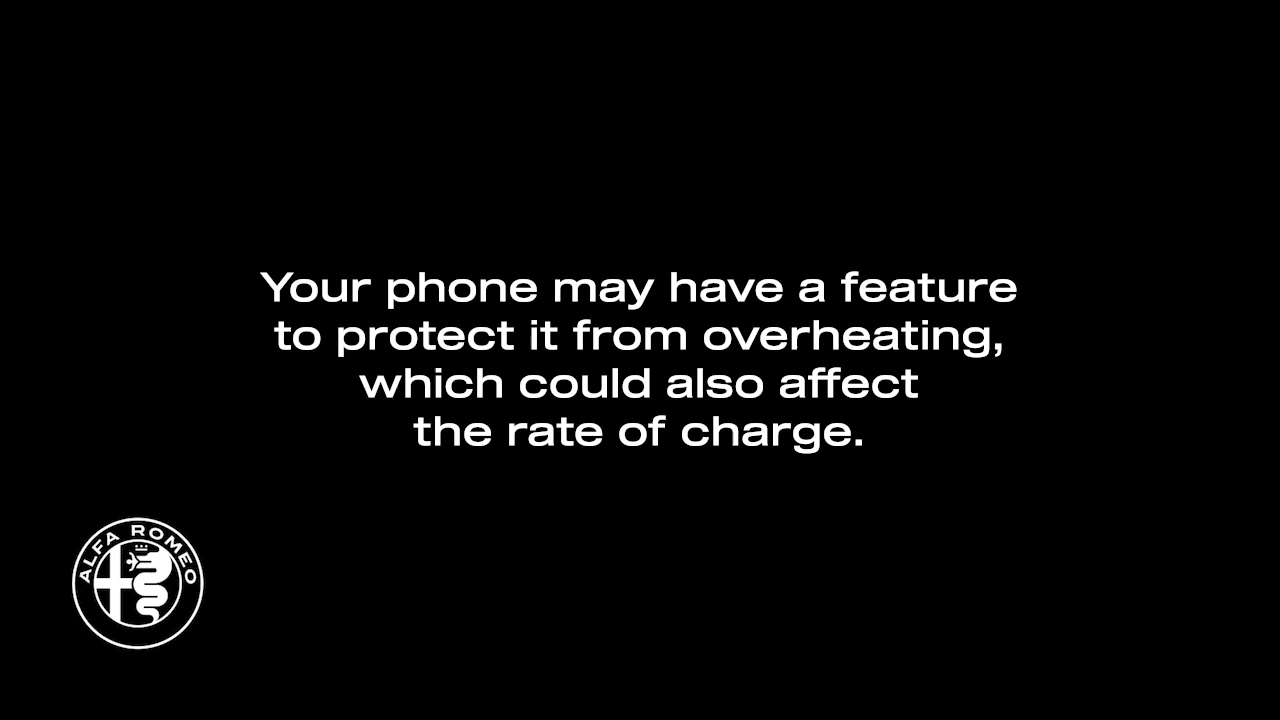 Your phone may have a feature
to protect it from overheating,
which could also affect
the rate of charge.
ALFA ROMEO